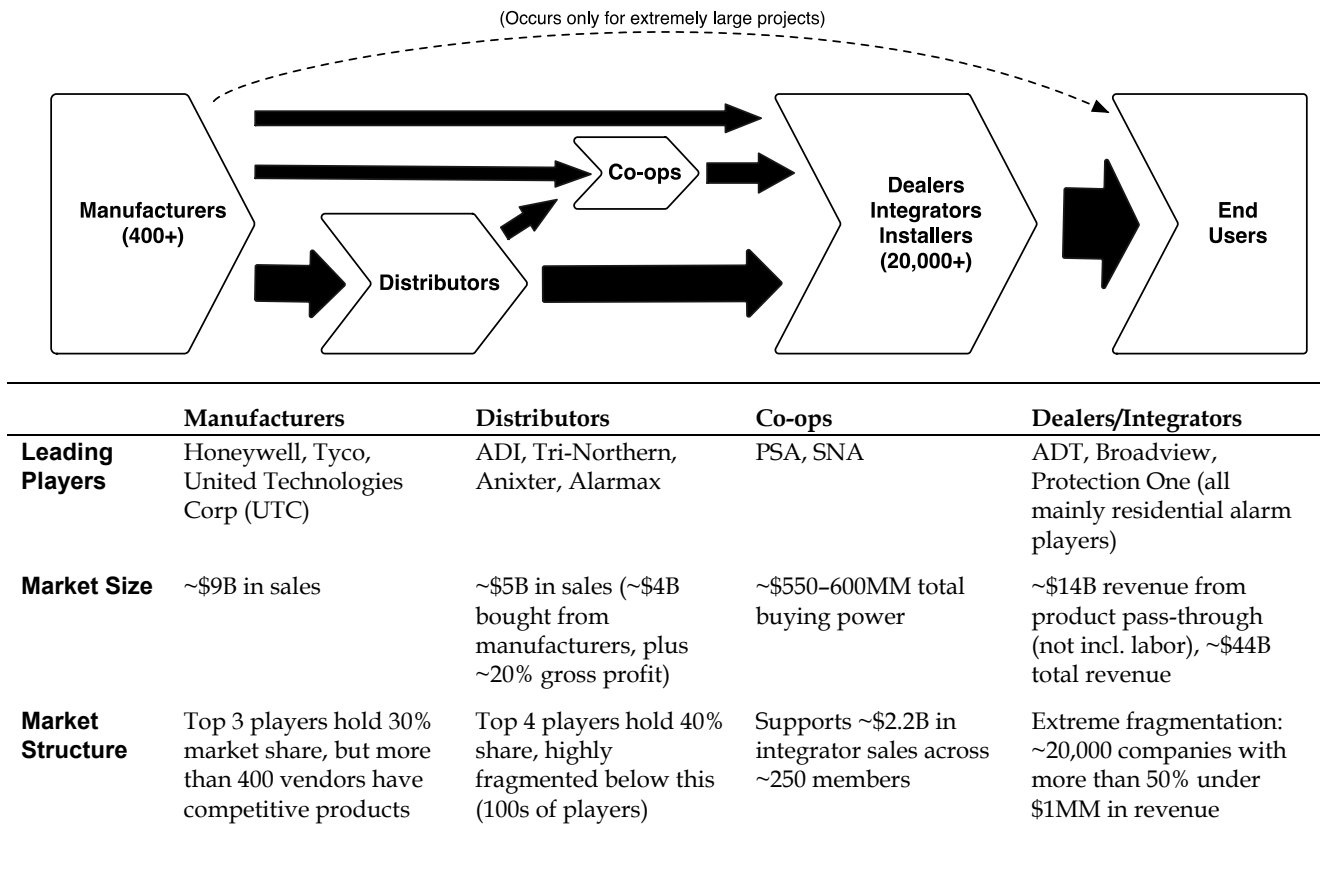 (Occurs only for extremely large projects)
Manufacturers
(400+)
Distributors
Co-ops
Dealers
Integrators
Installers
(20,000+)
End
Users
Manufacturers Distributors Co-ops Dealers/Integrators
Leading
Players
Honeywell, Tyco,
United Technologies
Corp (UTC)
ADI, Tri-Northern,
Anixter, Alarmax
PSA, SNA
ADT, Broadview,
Protection One (all
mainly residential alarm
players)
Market Size
~$9B in sales
~$5B in sales (~$4B
bought from
manufacturers, plus
~20% gross profit)
~$550–600MM total
buying power
~$14B revenue from
product pass-through
(not incl. labor), ~$44B
total revenue
Market
Structure
Top 3 players hold 30%
market share, but more
than 400 vendors have
competitive products
Top 4 players hold 40%
share, highly
fragmented below this
(100s of players)
Supports ~$2.2B in
integrator sales across
~250 members
Extreme fragmentation:
~20,000 companies with
more than 50% under
$1MM in revenue